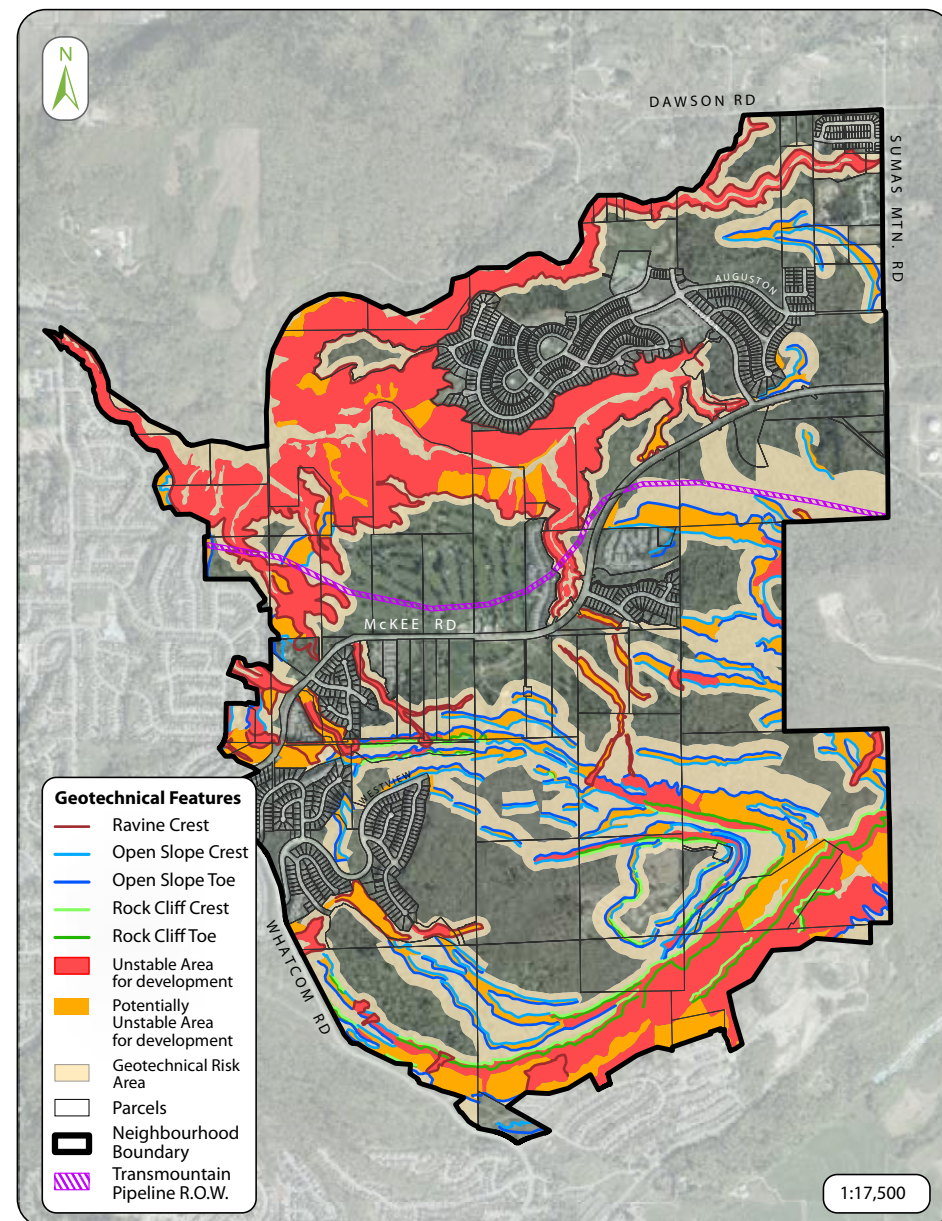 N
DAWSON RD
SUMAS MTN. RD
AUGUSTON
McKEE RD
WESTVIEW
WHATCOM RD
Geotechnical Features
Ravine Crest
Open Slope Crest
Open Slope Toe
Rock Cliff Crest
Rock Cliff Toe
Unstable Area
for development
Potentially
Unstable Area
for development
Geotechnical Risk
Area
Parcels
Neighbourhood
Boundary
Transmountain
Pipeline R.O.W.
1:17,500